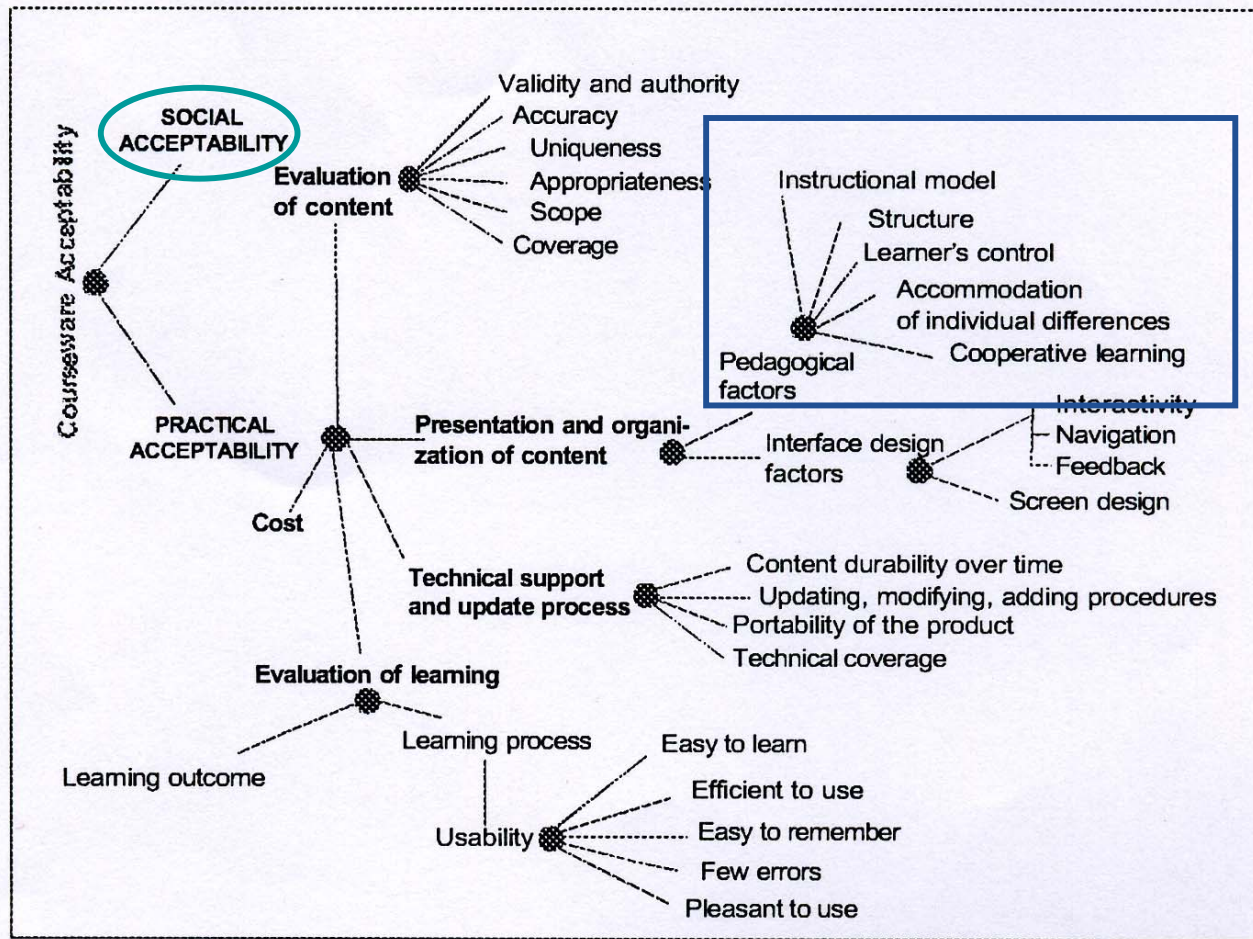 Courseware Acceptability
SOCIAL
ACCEPTABILITY
PRACTICAL
ACCEPTABILITY
Evaluation
of content
Validity and authority
Accuracy
Uniqueness
Appropriateness
Scope
Coverage
Presentation and organi-
zation of content
Pedagogical
factors
Instructional model
Structure
Learner's control
Accommodation
of individual differences
Cooperative learning
Interface design
factors
Interactivity
Navigation
Feedback
Screen design
Cost
Technical support
and update process
Content durability over time
Updating, modifying, adding procedures
Portability of the product
Technical coverage
Evaluation of learning
Learning outcome
Learning process
Usability
Easy to learn
Efficient to use
Easy to remember
Few errors
Pleasant to use